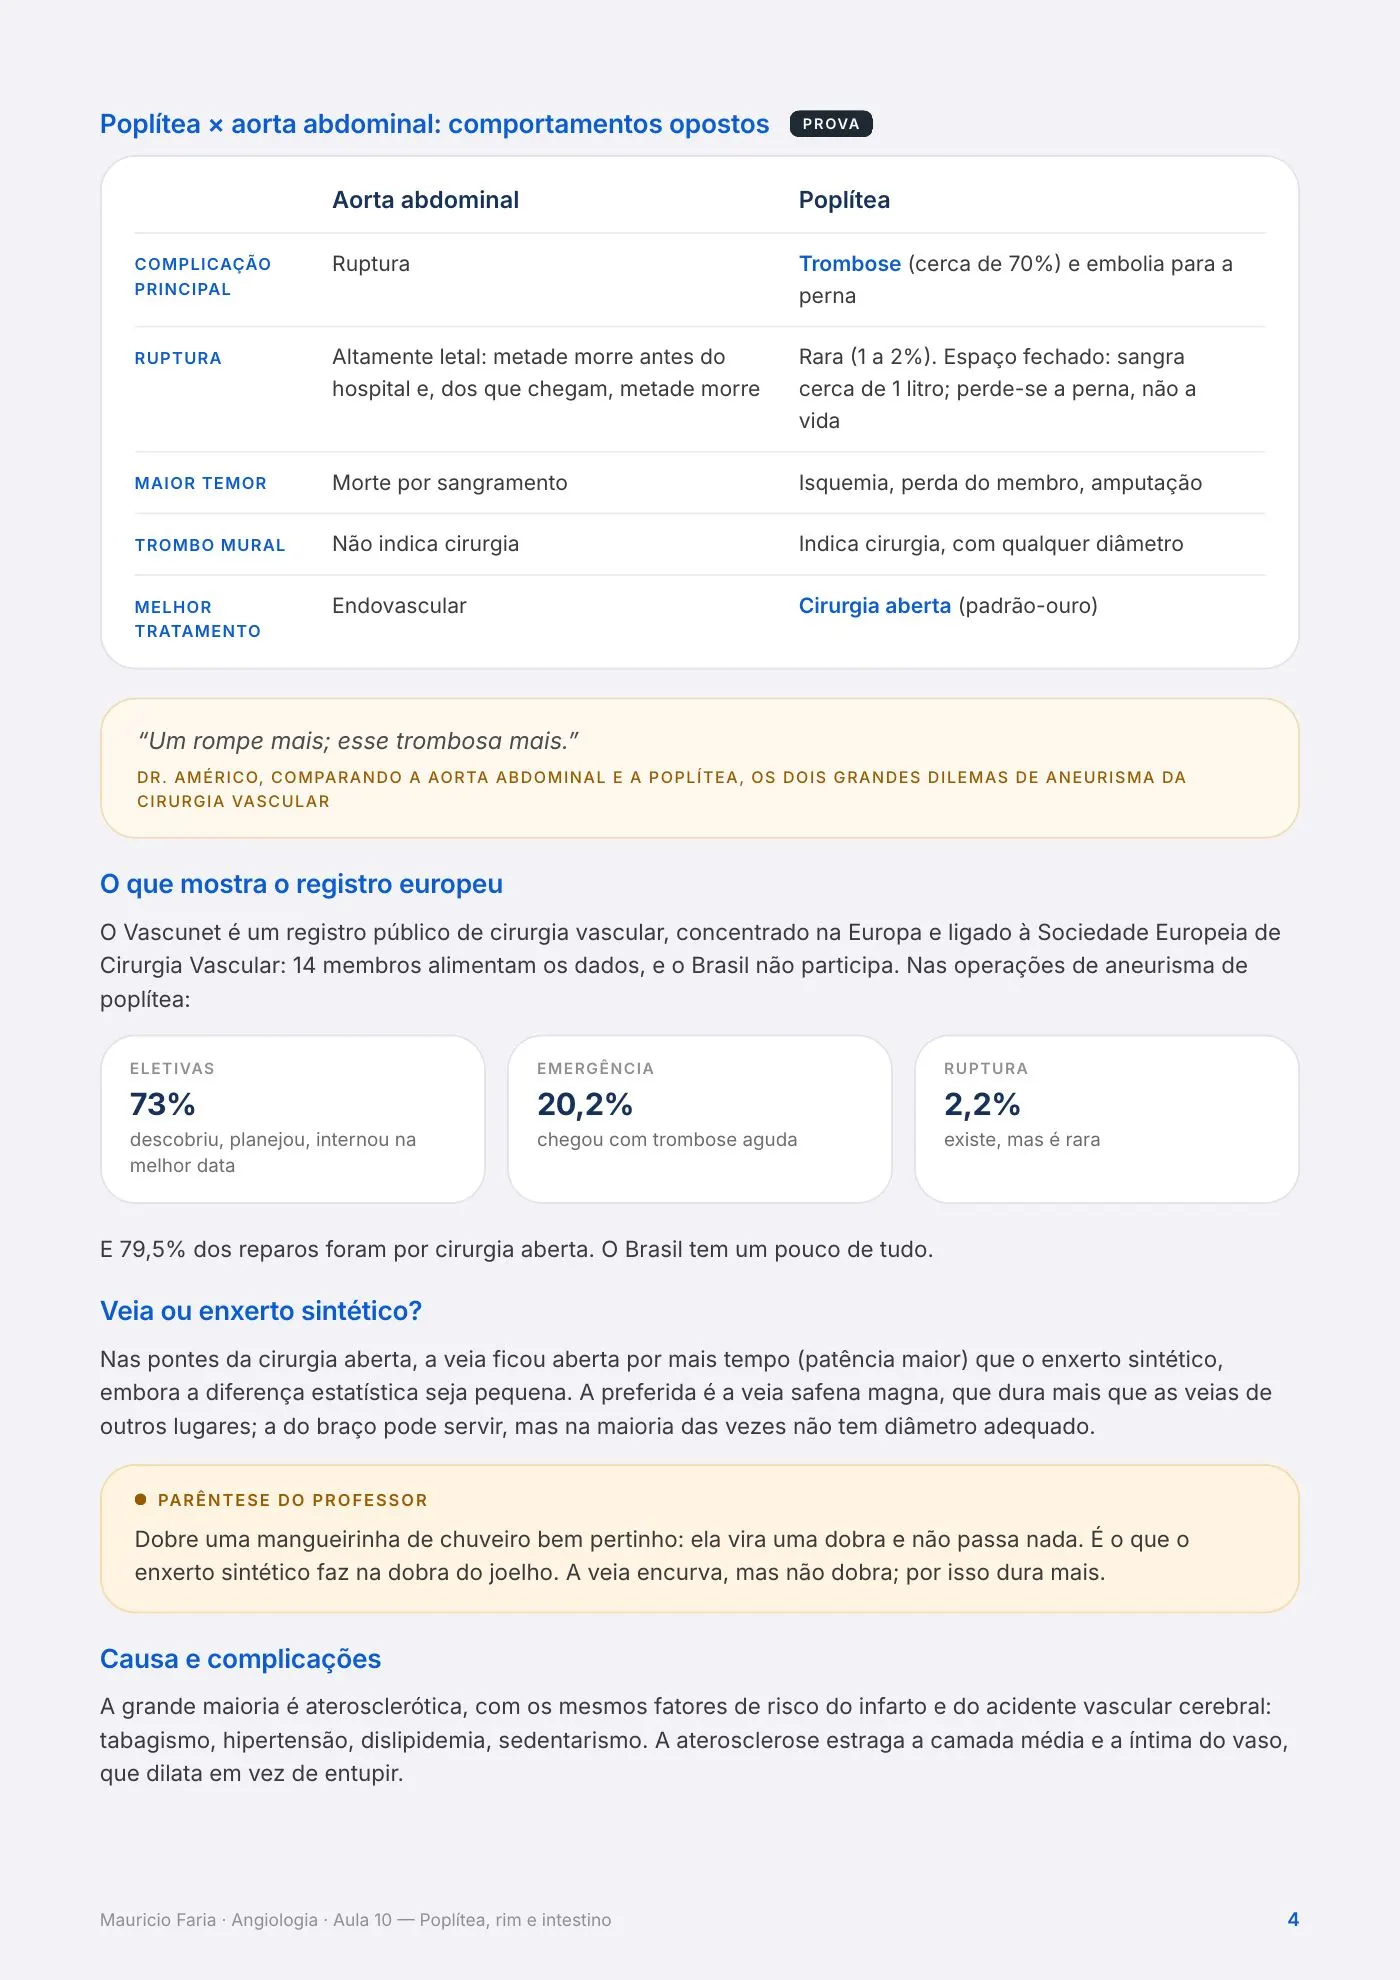 Poplítea × aorta abdominal: comportamentos opostos PROVA
Aorta abdominal Poplítea
COMPLICAÇÃO PRINCIPAL Ruptura Trombose (cerca de 70%) e embolia para a perna
RUPTURA Altamente letal: metade morre antes do hospital e, dos que chegam, metade morre Rara (1 a 2%). Espaço fechado: sangra cerca de 1 litro; perde-se a perna, não a vida
MAIOR TEMOR Morte por sangramento Isquemia, perda do membro, amputação
TROMBO MURAL Não indica cirurgia Indica cirurgia, com qualquer diâmetro
MELHOR TRATAMENTO Endovascular Cirurgia aberta (padrão-ouro)
“Um rompe mais; esse trombosa mais.”
DR. AMÉRICO, COMPARANDO A AORTA ABDOMINAL E A POPLÍTEA, OS DOIS GRANDES DILEMAS DE ANEURISMA DA
CIRURGIA VASCULAR
O que mostra o registro europeu
O Vascunet é um registro público de cirurgia vascular, concentrado na Europa e ligado à Sociedade Europeia de
Cirurgia Vascular: 14 membros alimentam os dados, e o Brasil não participa. Nas operações de aneurisma de
poplítea:
ELETIVAS
73%
descobriu, planejou, internou na
melhor data
EMERGÊNCIA
20,2%
chegou com trombose aguda
RUPTURA
2,2%
existe, mas é rara
E 79,5% dos reparos foram por cirurgia aberta. O Brasil tem um pouco de tudo.
Veia ou enxerto sintético?
Nas pontes da cirurgia aberta, a veia ficou aberta por mais tempo (patência maior) que o enxerto sintético,
embora a diferença estatística seja pequena. A preferida é a veia safena magna, que dura mais que as veias de
outros lugares; a do braço pode servir, mas na maioria das vezes não tem diâmetro adequado.
PARÊNTESE DO PROFESSOR
Dobre uma mangueirinha de chuveiro bem pertinho: ela vira uma dobra e não passa nada. É o que o
enxerto sintético faz na dobra do joelho. A veia encurva, mas não dobra; por isso dura mais.
Causa e complicações
A grande maioria é aterosclerótica, com os mesmos fatores de risco do infarto e do acidente vascular cerebral:
tabagismo, hipertensão, dislipidemia, sedentarismo. A aterosclerose estraga a camada média e a íntima do vaso,
que dilata em vez de entupir.
Mauricio Faria · Angiologia · Aula 10 — Poplítea, rim e intestino 4